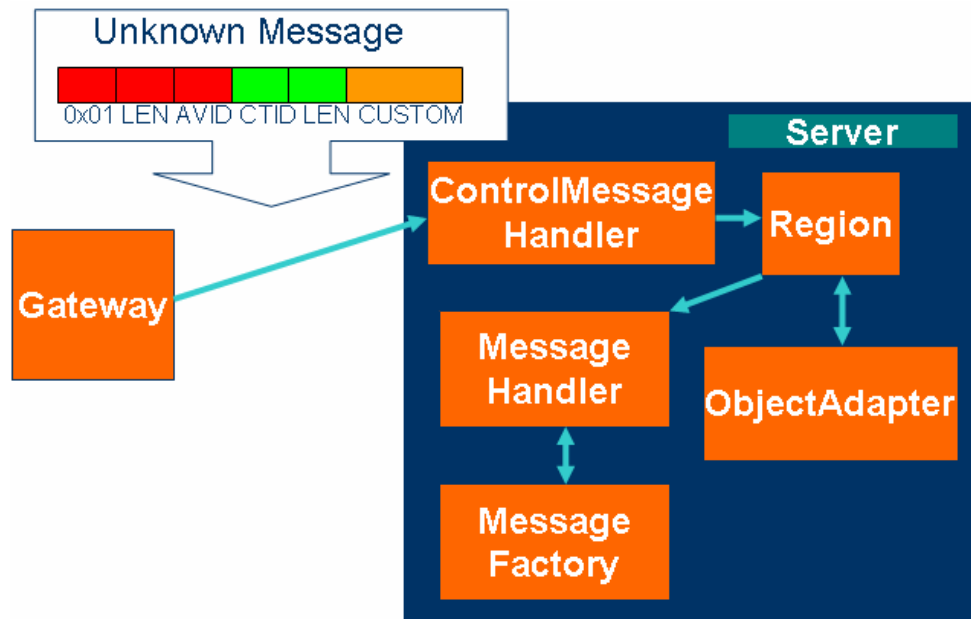 Unknown Message
0x01 LEN AVID CTID LEN CUSTOM
Server
ControlMessage
Handler
Region
Gateway
Message
Handler
ObjectAdapter
Message
Factory